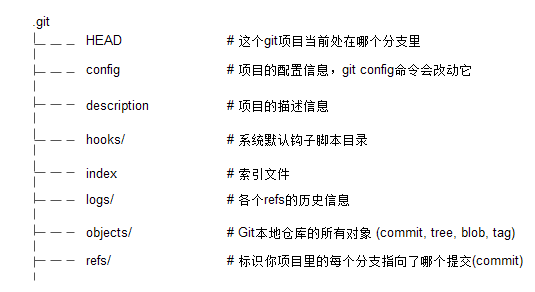 .git
HEAD # 这个git项目当前处在哪个分支里
config # 项目的配置信息，git config命令会改动它
description # 项目的描述信息
hooks/ # 系统默认钩子脚本目录
index # 索引文件
logs/ # 各个refs的历史信息
objects/ # Git本地仓库的所有对象 (commit, tree, blob, tag)
refs/ # 标识你项目里的每个分支指向了哪个提交(commit)